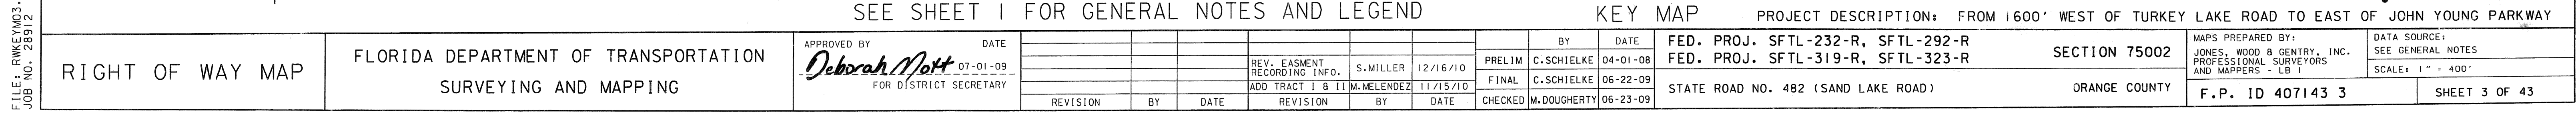 FILE: RWKEYM03.
JOB NO. 28912
SEE SHEET 1 FOR GENERAL NOTES AND LEGEND
KEY MAP
PROJECT DESCRIPTION: FROM 1600' WEST OF TURKEY LAKE ROAD TO EAST OF JOHN YOUNG PARKWAY
RIGHT OF WAY MAP
FLORIDA DEPARTMENT OF TRANSPORTATION
SURVEYING AND MAPPING
APPROVED BY DATE
Deborah Mott 07-01-09
FOR DISTRICT SECRETARY
REV. EASMENT
RECORDING INFO. S.MILLER 12/16/10
ADD TRACT I & II M.MELENDEZ 11/15/10
REVISION BY DATE REVISION BY DATE
BY DATE
PRELIM C.SCHIELKE 04-01-08
FINAL C.SCHIELKE 06-22-09
CHECKED M.DOUGHERTY 06-23-09
FED. PROJ. SFTL-232-R, SFTL-292-R
FED. PROJ. SFTL-319-R, SFTL-323-R
SECTION 75002
STATE ROAD NO. 482 (SAND LAKE ROAD) ORANGE COUNTY
MAPS PREPARED BY:
JONES, WOOD & GENTRY, INC.
PROFESSIONAL SURVEYORS
AND MAPPERS - LB 1
DATA SOURCE:
SEE GENERAL NOTES
SCALE: 1" = 400'
F.P. ID 407143 3
SHEET 3 OF 43